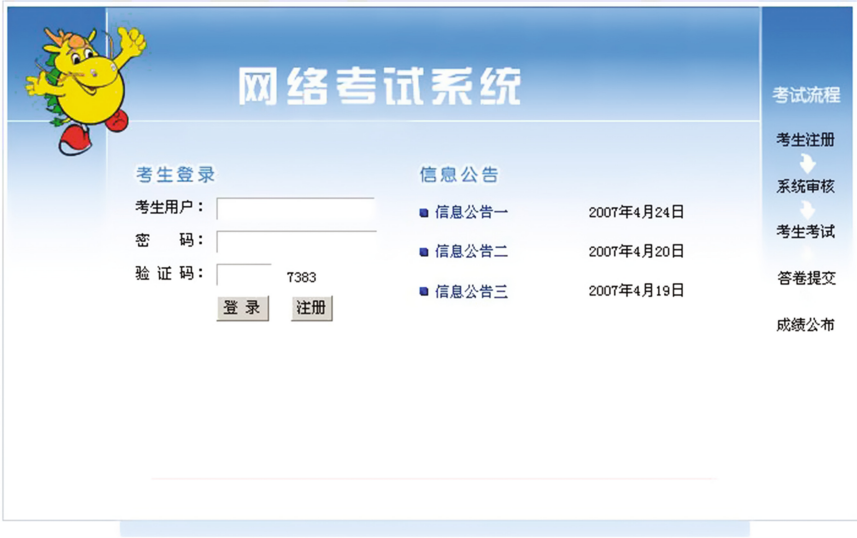 网络考试系统
考生登录
考生用户：
密　　码：
验 证 码： 7383
登 录 注册
信息公告
信息公告一 2007年4月24日
信息公告二 2007年4月20日
信息公告三 2007年4月19日
考试流程
考生注册
系统审核
考生考试
答卷提交
成绩公布